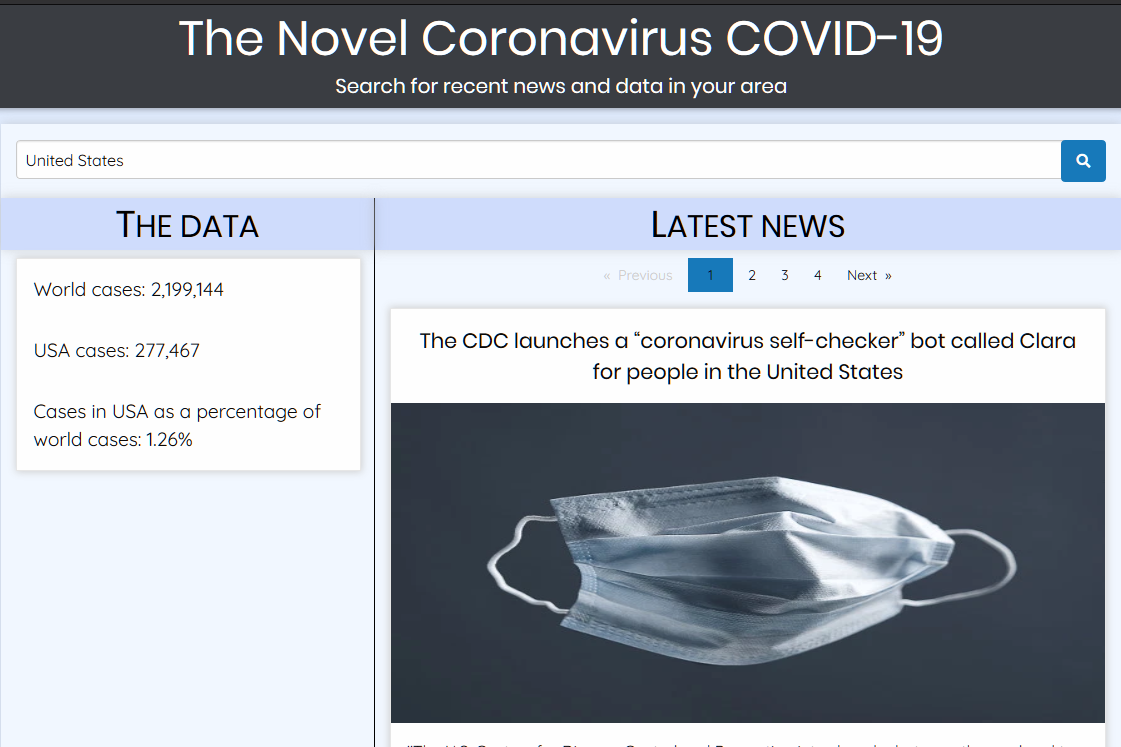 The Novel Coronavirus COVID-19
Search for recent news and data in your area
United States
THE DATA
World cases: 2,199,144
USA cases: 277,467
Cases in USA as a percentage of
world cases: 1.26%
LATEST NEWS
« Previous 1 2 3 4 Next »
The CDC launches a “coronavirus self-checker” bot called Clara
for people in the United States